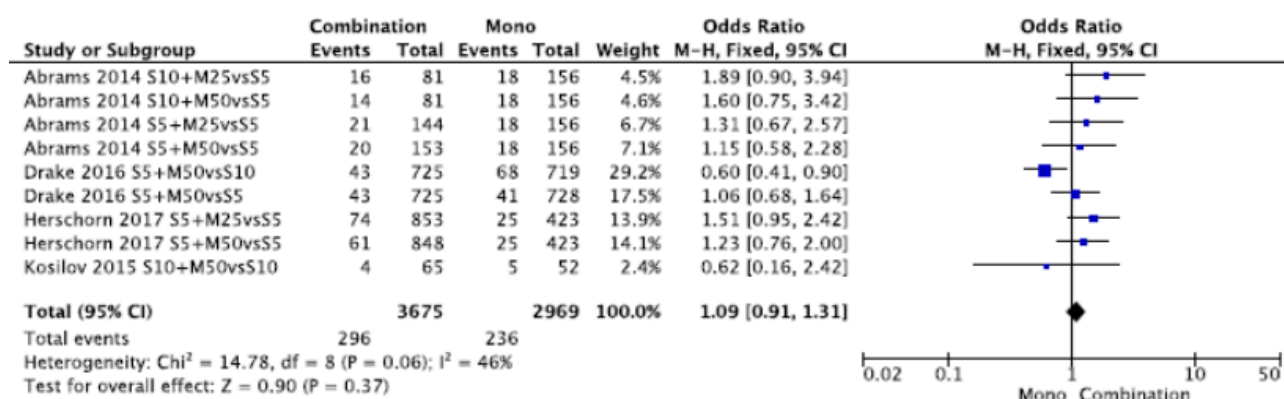 Combination Mono Odds Ratio Odds Ratio
Study or Subgroup Events Total Events Total Weight M-H, Fixed, 95% CI M-H, Fixed, 95% CI
Abrams 2014 S10+M25vsS5 16 81 18 156 4.5% 1.89 [0.90, 3.94]
Abrams 2014 S10+M50vsS5 14 81 18 156 4.6% 1.60 [0.75, 3.42]
Abrams 2014 S5+M25vsS5 21 144 18 156 6.7% 1.31 [0.67, 2.57]
Abrams 2014 S5+M50vsS5 20 153 18 156 7.1% 1.15 [0.58, 2.28]
Drake 2016 S5+M50vsS10 43 725 68 719 29.2% 0.60 [0.41, 0.90]
Drake 2016 S5+M50vsS5 43 725 41 728 17.5% 1.06 [0.68, 1.64]
Herschorn 2017 S5+M25vsS5 74 853 25 423 13.9% 1.51 [0.95, 2.42]
Herschorn 2017 S5+M50vsS5 61 848 25 423 14.1% 1.23 [0.76, 2.00]
Kosilov 2015 S10+M50vsS10 4 65 5 52 2.4% 0.62 [0.16, 2.42]
Total (95% CI) 3675 2969 100.0% 1.09 [0.91, 1.31]
Total events 296 236
Heterogeneity: Chi² = 14.78, df = 8 (P = 0.06); I² = 46%
Test for overall effect: Z = 0.90 (P = 0.37)
0.02 0.1 1 10 50
Mono Combination